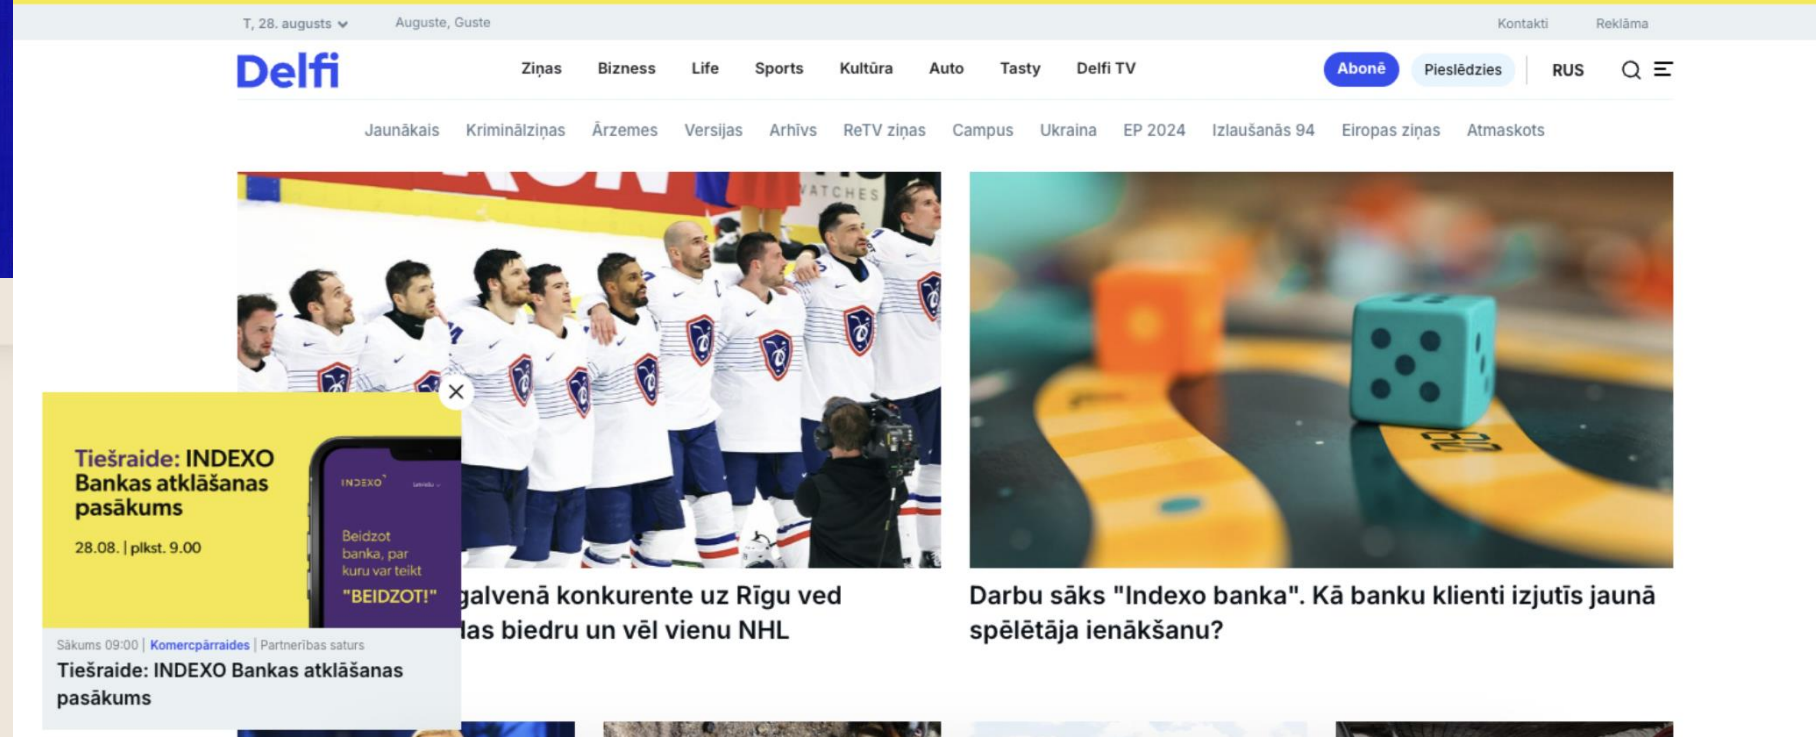 T, 28. augusts
Auguste, Guste
Kontakti
Reklāma
Delfi
Ziņas
Bizness
Life
Sports
Kultūra
Auto
Tasty
Delfi TV
Abonē
Pieslēdzies
RUS
Jaunākais
Kriminālziņas
Ārzemes
Versijas
Arhīvs
ReTV ziņas
Campus
Ukraina
EP 2024
Izlaušanās 94
Eiropas ziņas
Atmaskots
WATCHES
Tiešraide: INDEXO
Bankas atklāšanas
pasākums
28.08. | plkst. 9.00
INDEXO
Beidzot
banka, par
kuru var teikt
"BEIDZOT!"
Sākums 09:00 | Komercpārraides | Partnerības saturs
Tiešraide: INDEXO Bankas atklāšanas
pasākums
galvenā konkurente uz Rīgu ved
biedru un vēl vienu NHL
Darbu sāks "Indexo banka". Kā banku klienti izjutīs jaunā
spēlētāja ienākšanu?